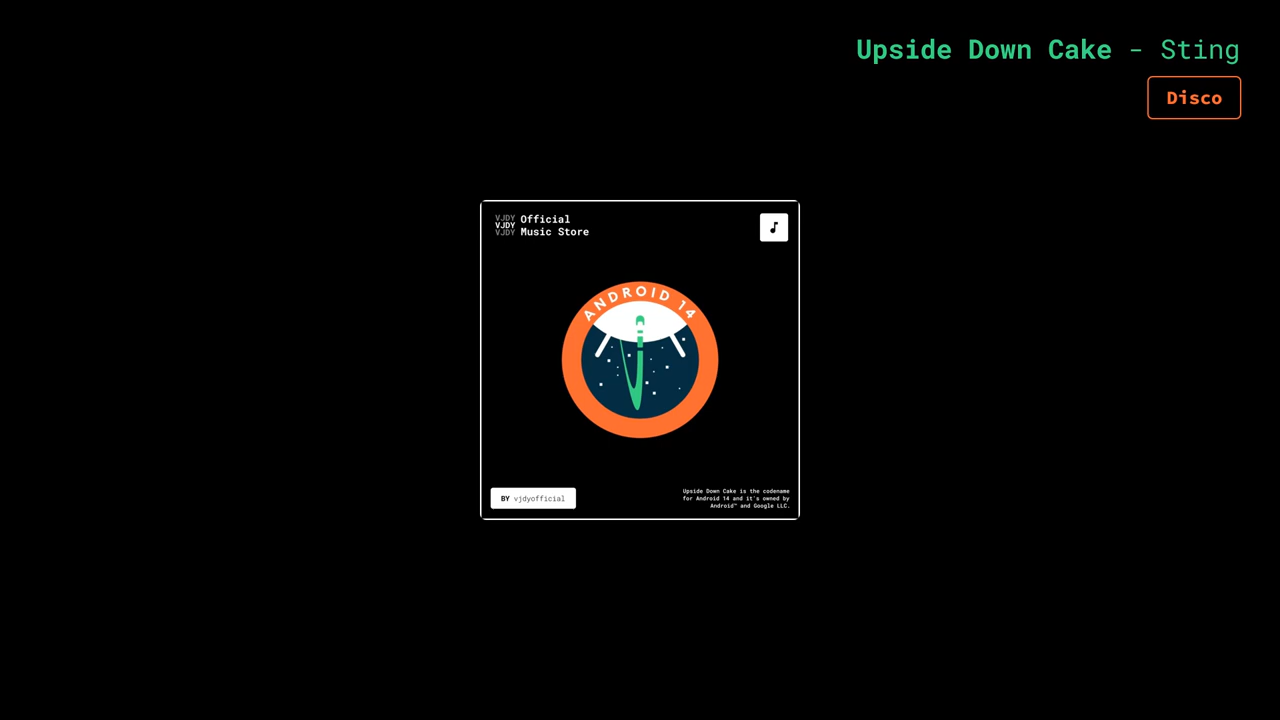 Upside Down Cake - Sting
Disco
VJDY
VJDY
VJDY
Official
Music Store
ANDROID 14
BY vjdyofficial
Upside Down Cake is the codename
for Android 14 and it's owned by
Android™ and Google LLC.